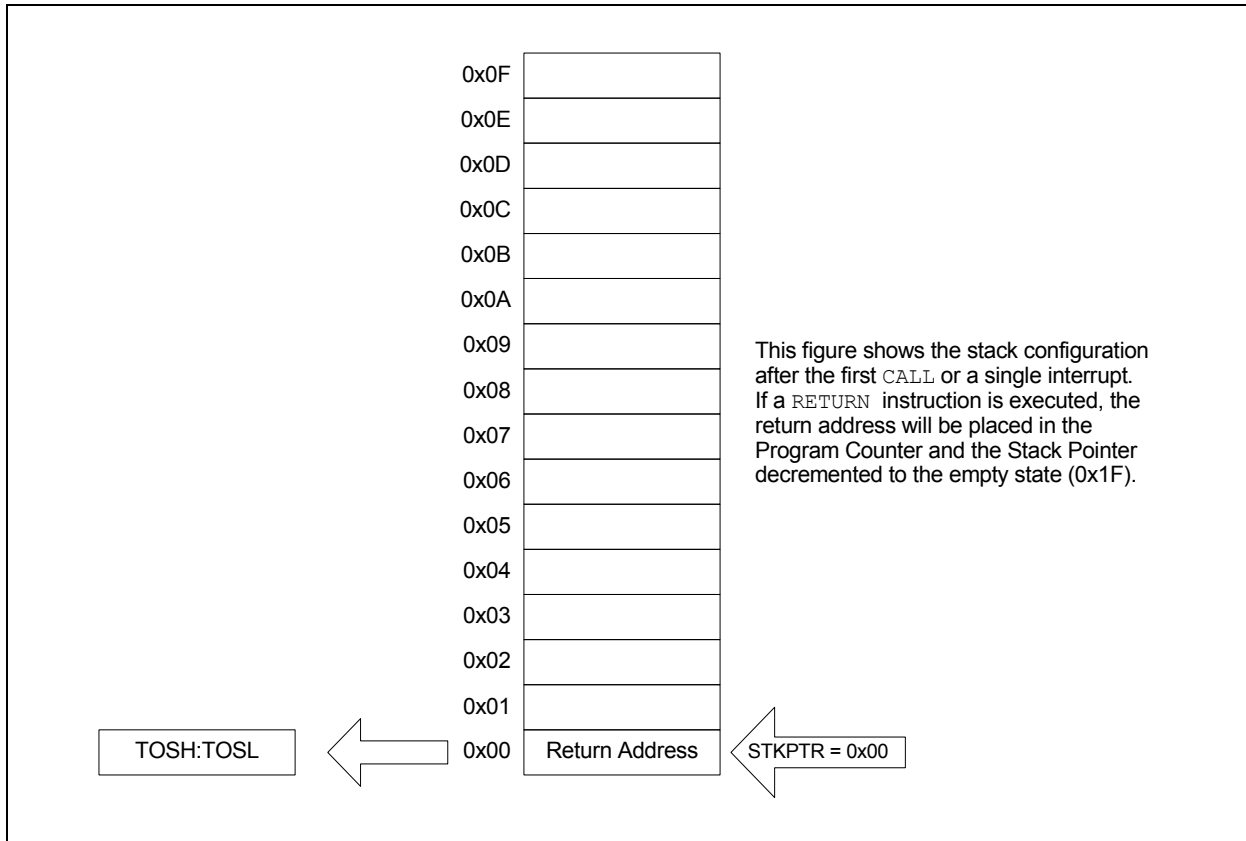 0x0F
0x0E
0x0D
0x0C
0x0B
0x0A
0x09
0x08
0x07
0x06
0x05
0x04
0x03
0x02
0x01
This figure shows the stack configuration
after the first CALL or a single interrupt.
If a RETURN instruction is executed, the
return address will be placed in the
Program Counter and the Stack Pointer
decremented to the empty state (0x1F).
TOSH:TOSL
0x00
Return Address
STKPTR = 0x00